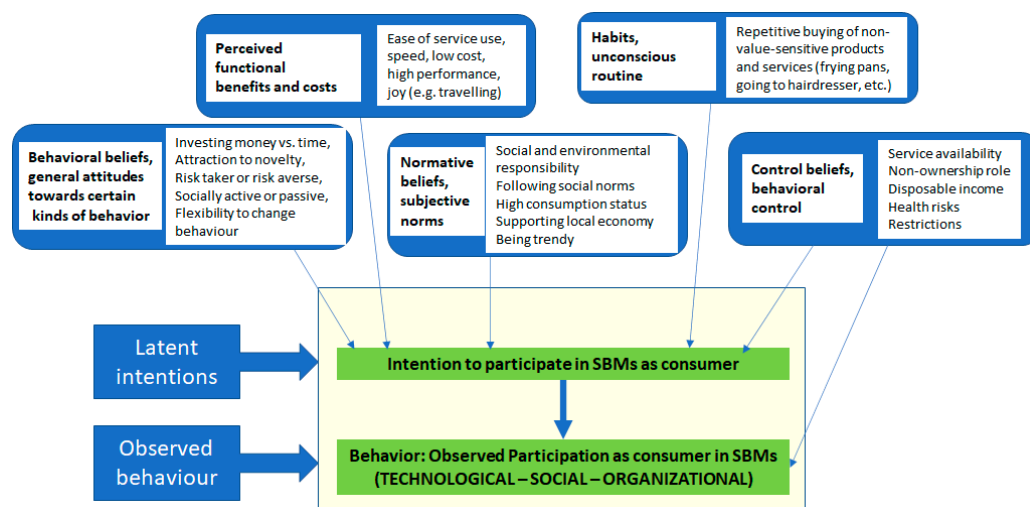 Perceived
functional
benefits and costs
Ease of service use,
speed, low cost,
high performance,
joy (e.g. travelling)
Habits,
unconscious
routine
Repetitive buying of non-
value-sensitive products
and services (frying pans,
going to hairdresser, etc.)
Behavioral beliefs,
general attitudes
towards certain
kinds of behavior
Investing money vs. time,
Attraction to novelty,
Risk taker or risk averse,
Socially active or passive,
Flexibility to change
behaviour
Normative
beliefs,
subjective
norms
Social and environmental
responsibility
Following social norms
High consumption status
Supporting local economy
Being trendy
Control beliefs,
behavioral
control
Service availability
Non-ownership role
Disposable income
Health risks
Restrictions
Latent
intentions
Intention to participate in SBMs as consumer
Observed
behaviour
Behavior: Observed Participation as consumer in SBMs
(TECHNOLOGICAL – SOCIAL – ORGANIZATIONAL)